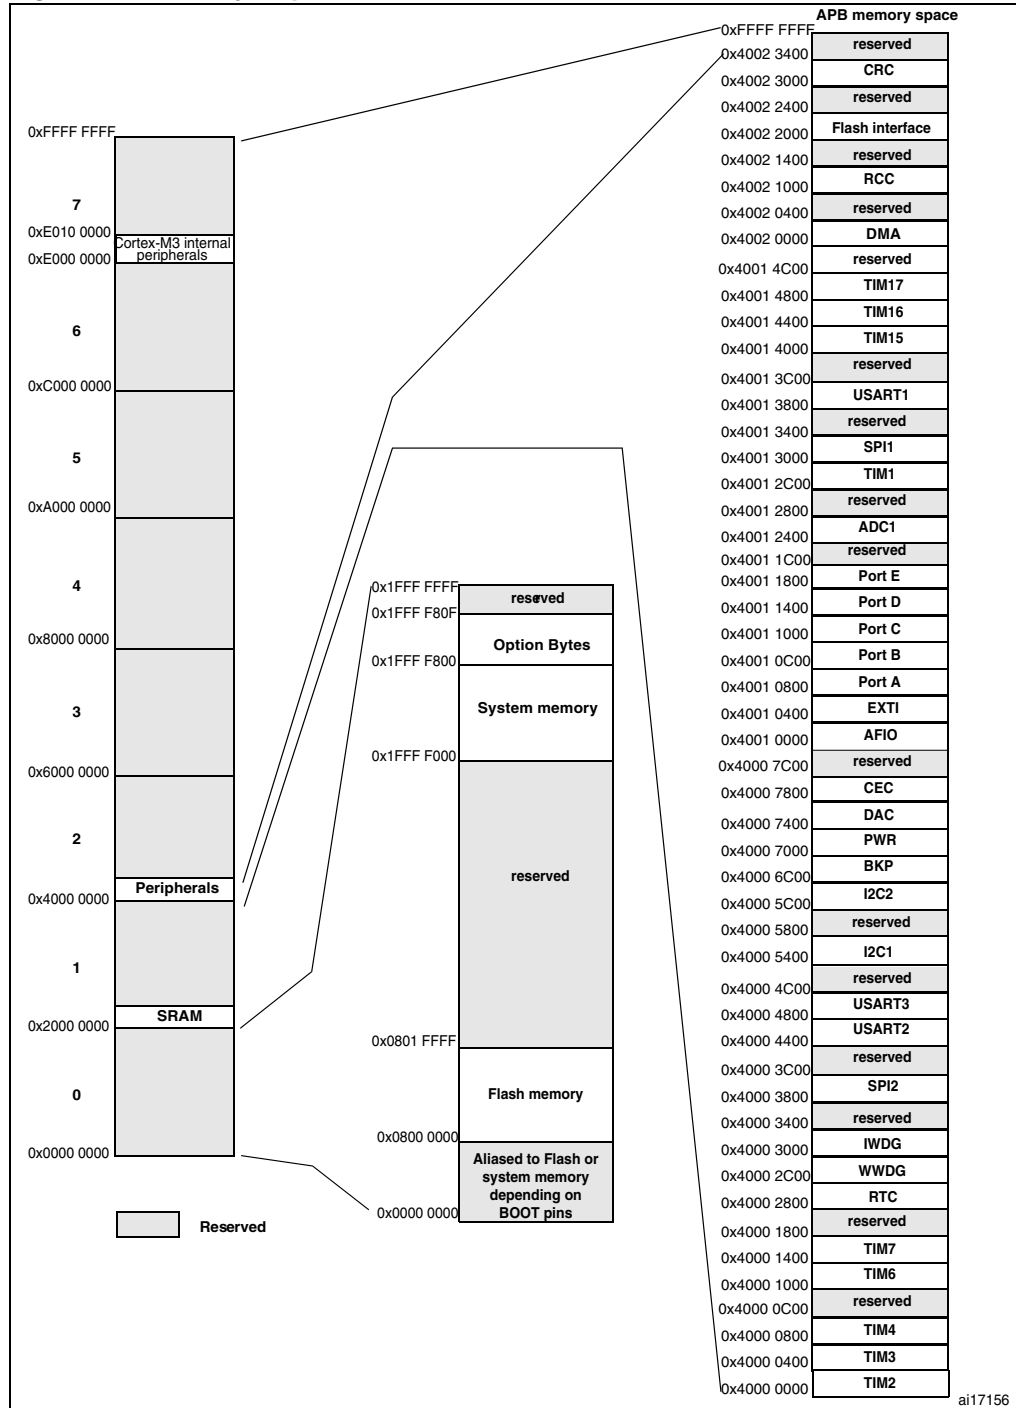 0xFFFF FFFF
7
0xE010 0000
Cortex-M3 internal
peripherals
0xE000 0000
6
0xC000 0000
5
0xA000 0000
4
0x8000 0000
3
0x6000 0000
2
Peripherals
0x4000 0000
1
SRAM
0x2000 0000
0
0x0000 0000
Reserved
0x1FFF FFFF
reserved
0x1FFF F80F
Option Bytes
0x1FFF F800
System memory
0x1FFF F000
reserved
0x0801 FFFF
Flash memory
0x0800 0000
Aliased to Flash or
system memory
depending on
BOOT pins
0x0000 0000
APB memory space
0xFFFF FFFF
reserved
0x4002 3400
CRC
0x4002 3000
reserved
0x4002 2400
Flash interface
0x4002 2000
reserved
0x4002 1400
RCC
0x4002 1000
reserved
0x4002 0400
DMA
0x4002 0000
reserved
0x4001 4C00
TIM17
0x4001 4800
TIM16
0x4001 4400
TIM15
0x4001 4000
reserved
0x4001 3C00
USART1
0x4001 3800
reserved
0x4001 3400
SPI1
0x4001 3000
TIM1
0x4001 2C00
reserved
0x4001 2800
ADC1
0x4001 2400
reserved
0x4001 1C00
Port E
0x4001 1800
Port D
0x4001 1400
Port C
0x4001 1000
Port B
0x4001 0C00
Port A
0x4001 0800
EXTI
0x4001 0400
AFIO
0x4001 0000
reserved
0x4000 7C00
CEC
0x4000 7800
DAC
0x4000 7400
PWR
0x4000 7000
BKP
0x4000 6C00
I2C2
0x4000 5C00
reserved
0x4000 5800
I2C1
0x4000 5400
reserved
0x4000 4C00
USART3
0x4000 4800
USART2
0x4000 4400
reserved
0x4000 3C00
SPI2
0x4000 3800
reserved
0x4000 3400
IWDG
0x4000 3000
WWDG
0x4000 2C00
RTC
0x4000 2800
reserved
0x4000 1800
TIM7
0x4000 1400
TIM6
0x4000 1000
reserved
0x4000 0C00
TIM4
0x4000 0800
TIM3
0x4000 0400
TIM2
0x4000 0000
ai17156